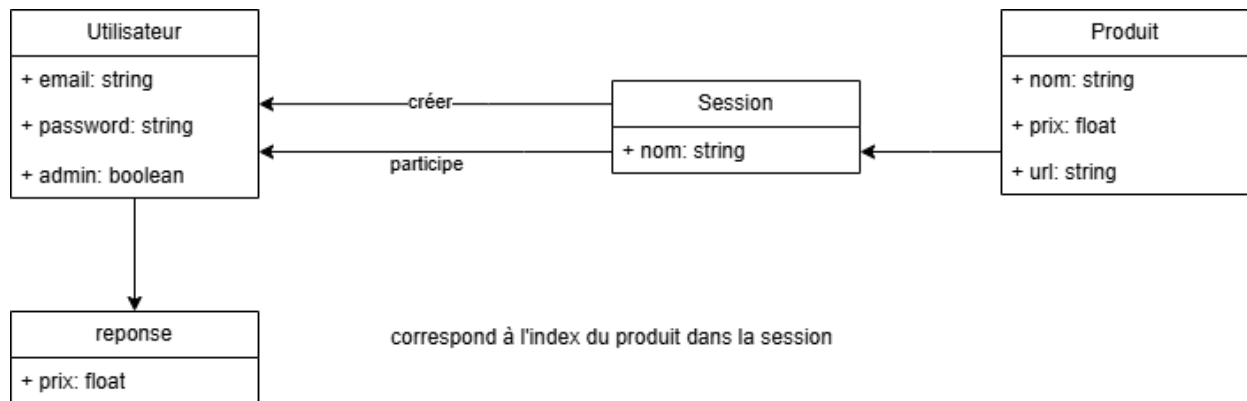 Utilisateur
+ email: string
+ password: string
+ admin: boolean
créer
participe
Session
+ nom: string
Produit
+ nom: string
+ prix: float
+ url: string
reponse
+ prix: float
correspond à l'index du produit dans la session